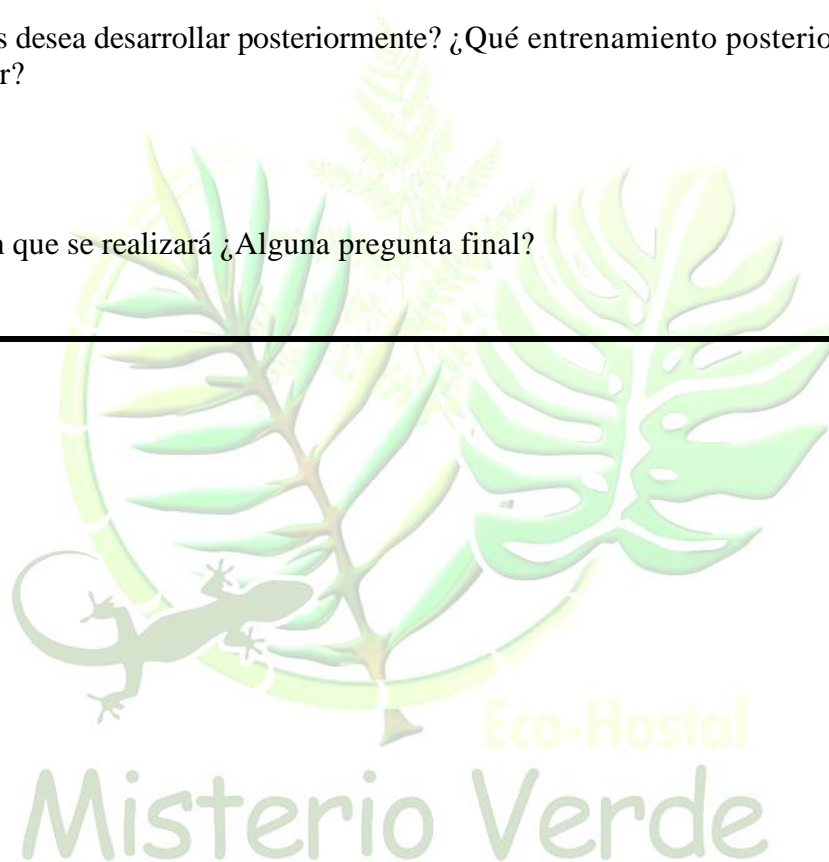 s desea desarrollar posteriormente? ¿Qué entrenamiento posterio
r?
n que se realizará ¿Alguna pregunta final?
Eco-Hostal
Misterio Verde